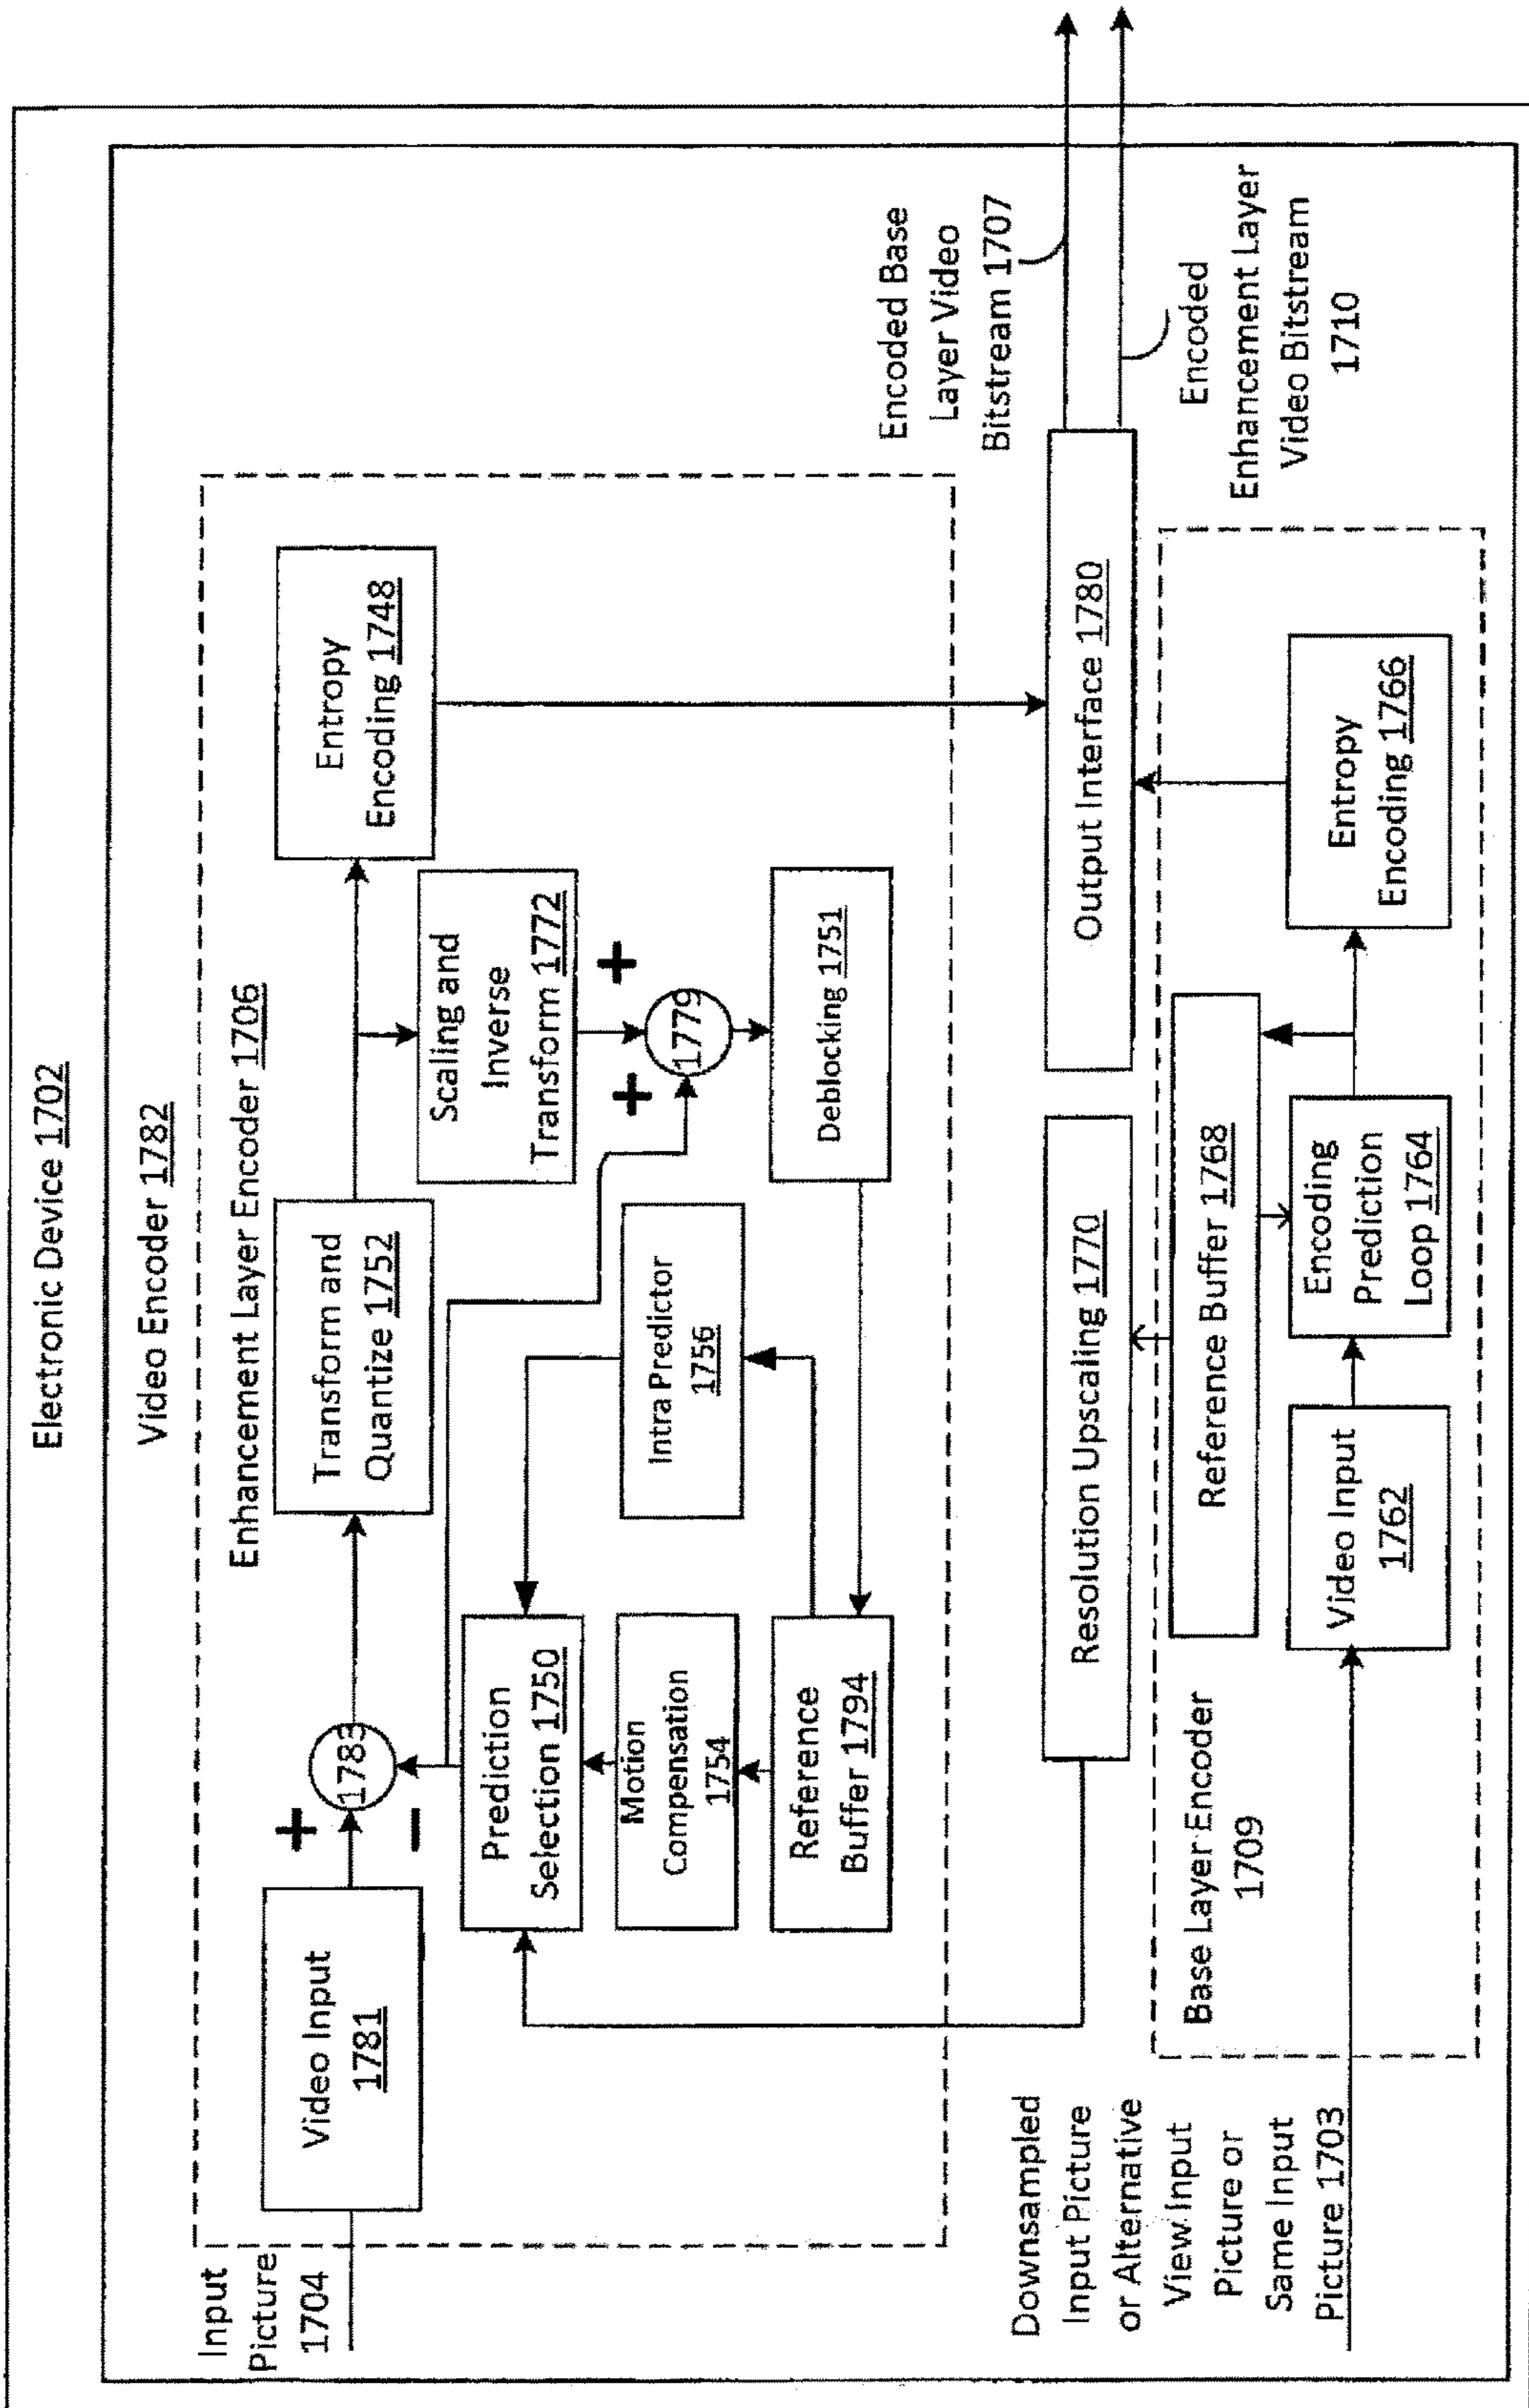 Electronic Device 1702
Video Encoder 1782
Enhancement Layer Encoder 1706
Input
Picture
1704
Video Input
1781
+
−
1783
Transform and
Quantize 1752
Entropy
Encoding 1748
Scaling and
Inverse
Transform 1772
+
+
1779
Prediction
Selection 1750
Intra Predictor
1756
Motion
Compensation
1754
Deblocking 1751
Reference
Buffer 1794
Encoded Base
Layer Video
Bitstream 1707
Resolution Upscaling 1770
Output Interface 1780
Encoded
Enhancement Layer
Video Bitstream
1710
Downsampled
Input Picture
or Alternative
View Input
Picture or
Same Input
Picture 1703
Base Layer Encoder
1709
Reference Buffer 1768
Video Input
1762
Encoding
Prediction
Loop 1764
Entropy
Encoding 1766